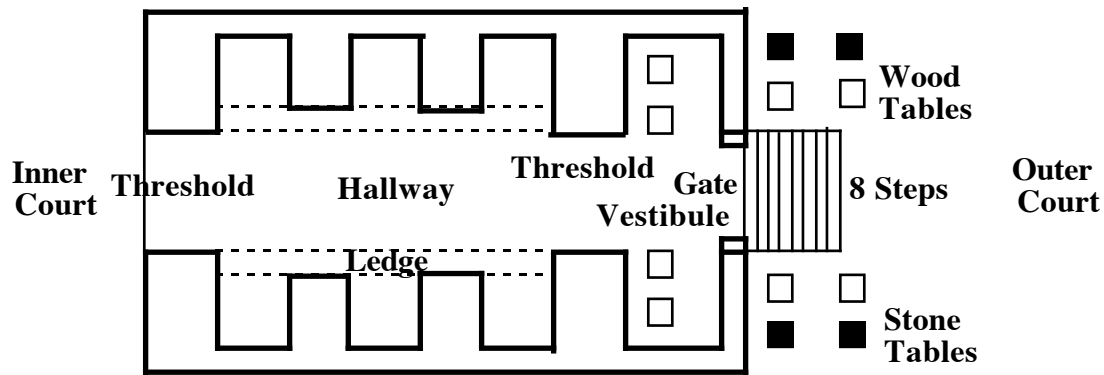 Wood
Tables
Inner
Court
Threshold
Hallway
Threshold
Gate
Vestibule
8 Steps
Outer
Court
Ledge
Stone
Tables